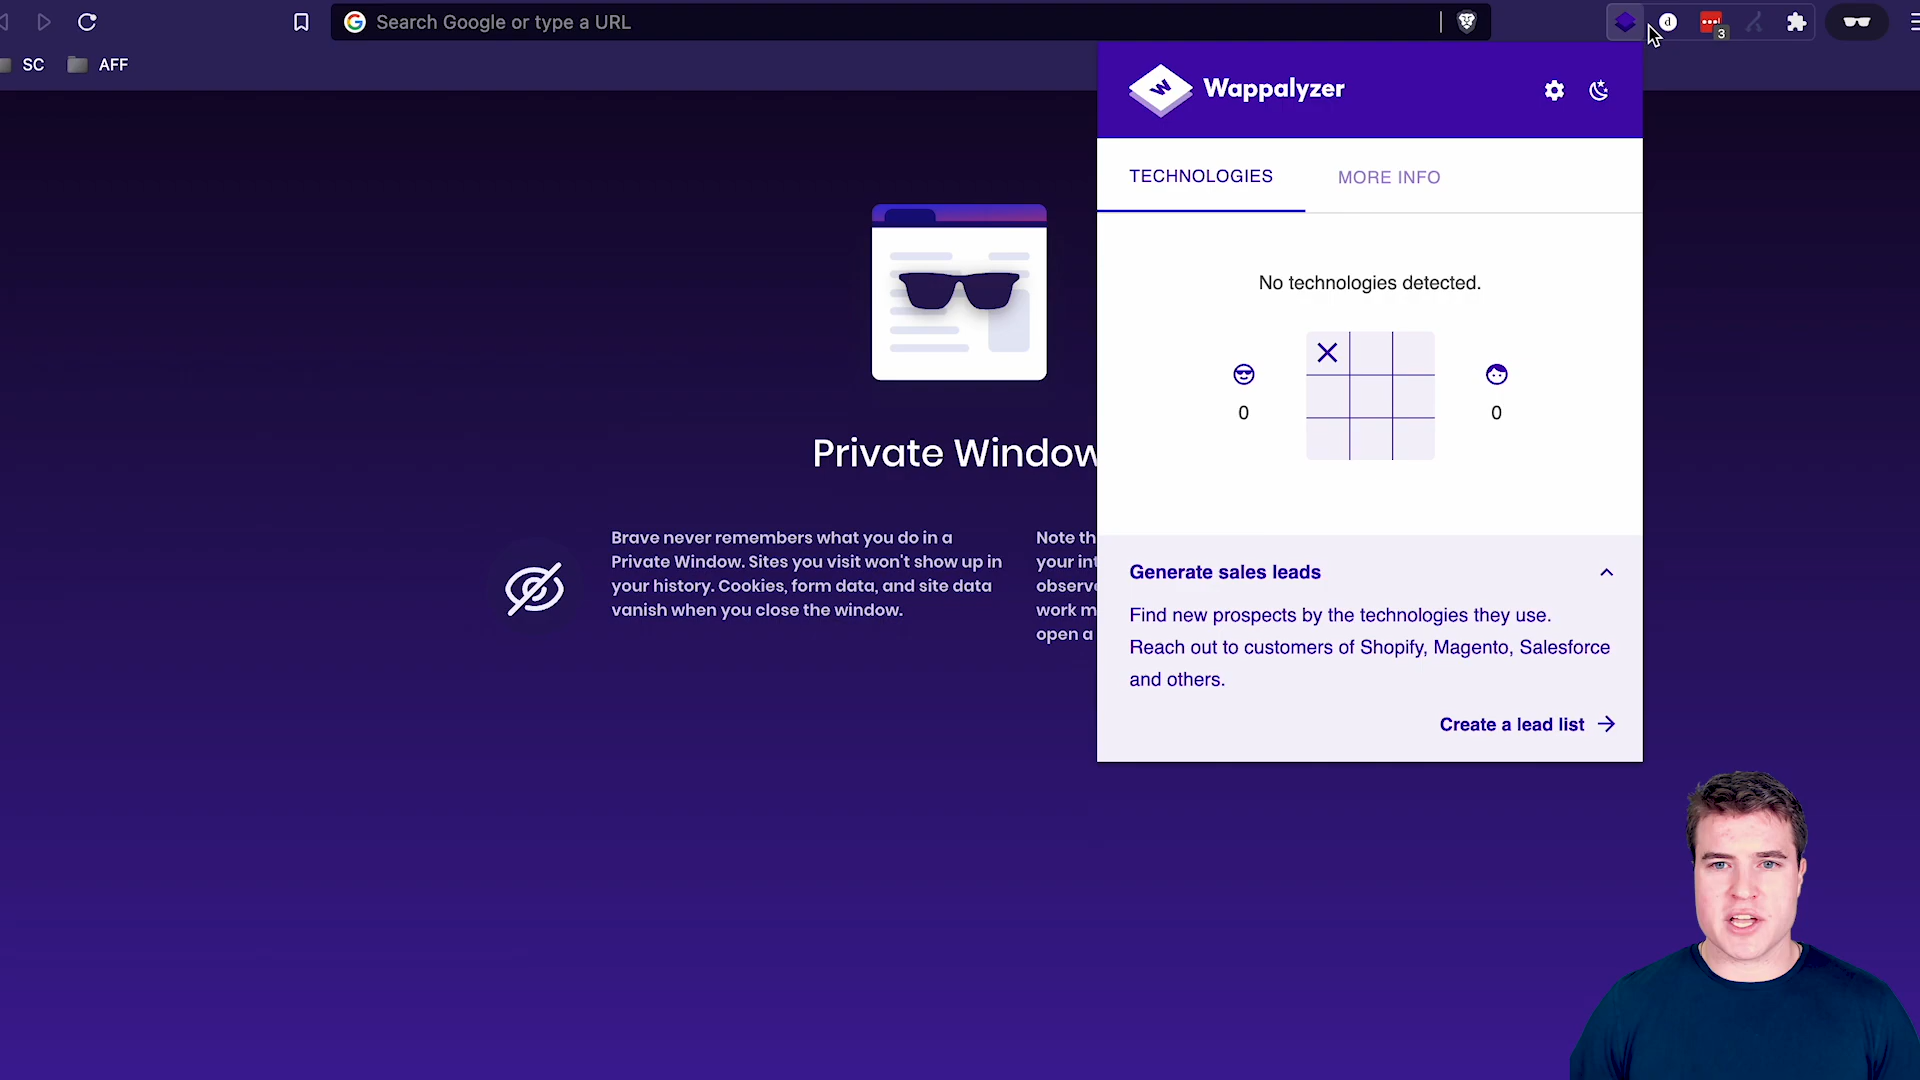 Search Google or type a URL
d
3
SC
AFF
W
Wappalyzer
TECHNOLOGIES
MORE INFO
No technologies detected.
0
0
Private Window
Brave never remembers what you do in a
Private Window. Sites you visit won't show up in
your history. Cookies, form data, and site data
vanish when you close the window.
Note th
your int
observe
work m
open a
Generate sales leads
Find new prospects by the technologies they use.
Reach out to customers of Shopify, Magento, Salesforce
and others.
Create a lead list